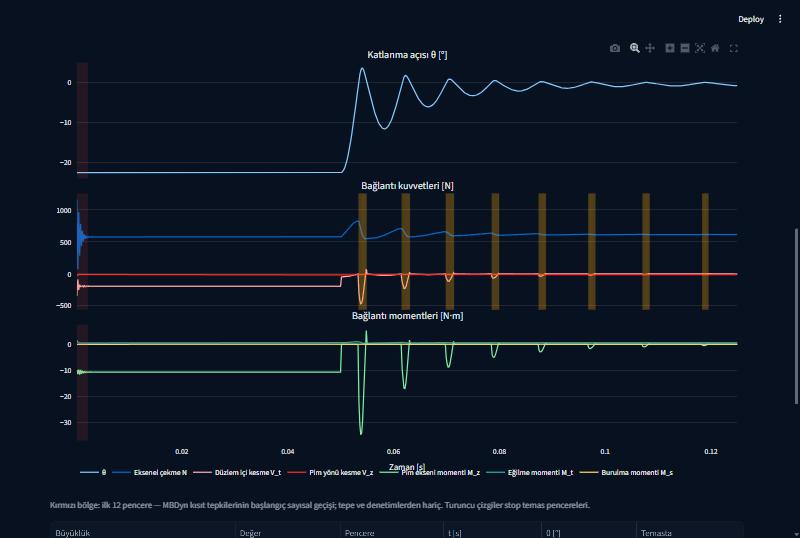 Deploy
Katlanma açısı θ [°]
0
−10
−20
Bağlantı kuvvetleri [N]
1000
500
0
−500
Bağlantı momentleri [N·m]
0
−10
−20
−30
0.02 0.04 0.06 0.08 0.1 0.12
Zaman [s]
θ Eksenel çekme N Düzlem içi kesme V_t Pim yönü kesme V_z Pim ekseni momenti M_z Eğilme momenti M_t Burulma momenti M_s
Kırmızı bölge: ilk 12 pencere — MBDyn kısıt tepkilerinin başlangıç sayısal geçişi; tepe ve denetimlerden hariç. Turuncu çizgiler stop temas pencereleri.
Büyüklük Değer Pencere t [s] θ [°] Temasta